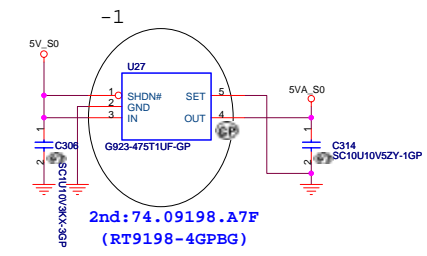 -1
5V_S0
U27
5VA_S0
1 SHDN# SET 5
2 GND
3 IN OUT 4
CP
G923-475T1UF-GP
1
C306
2
SC1U10V3KX-3GP
1
C314
SC10U10V5ZY-1GP
2
2nd:74.09198.A7F
(RT9198-4GPBG)